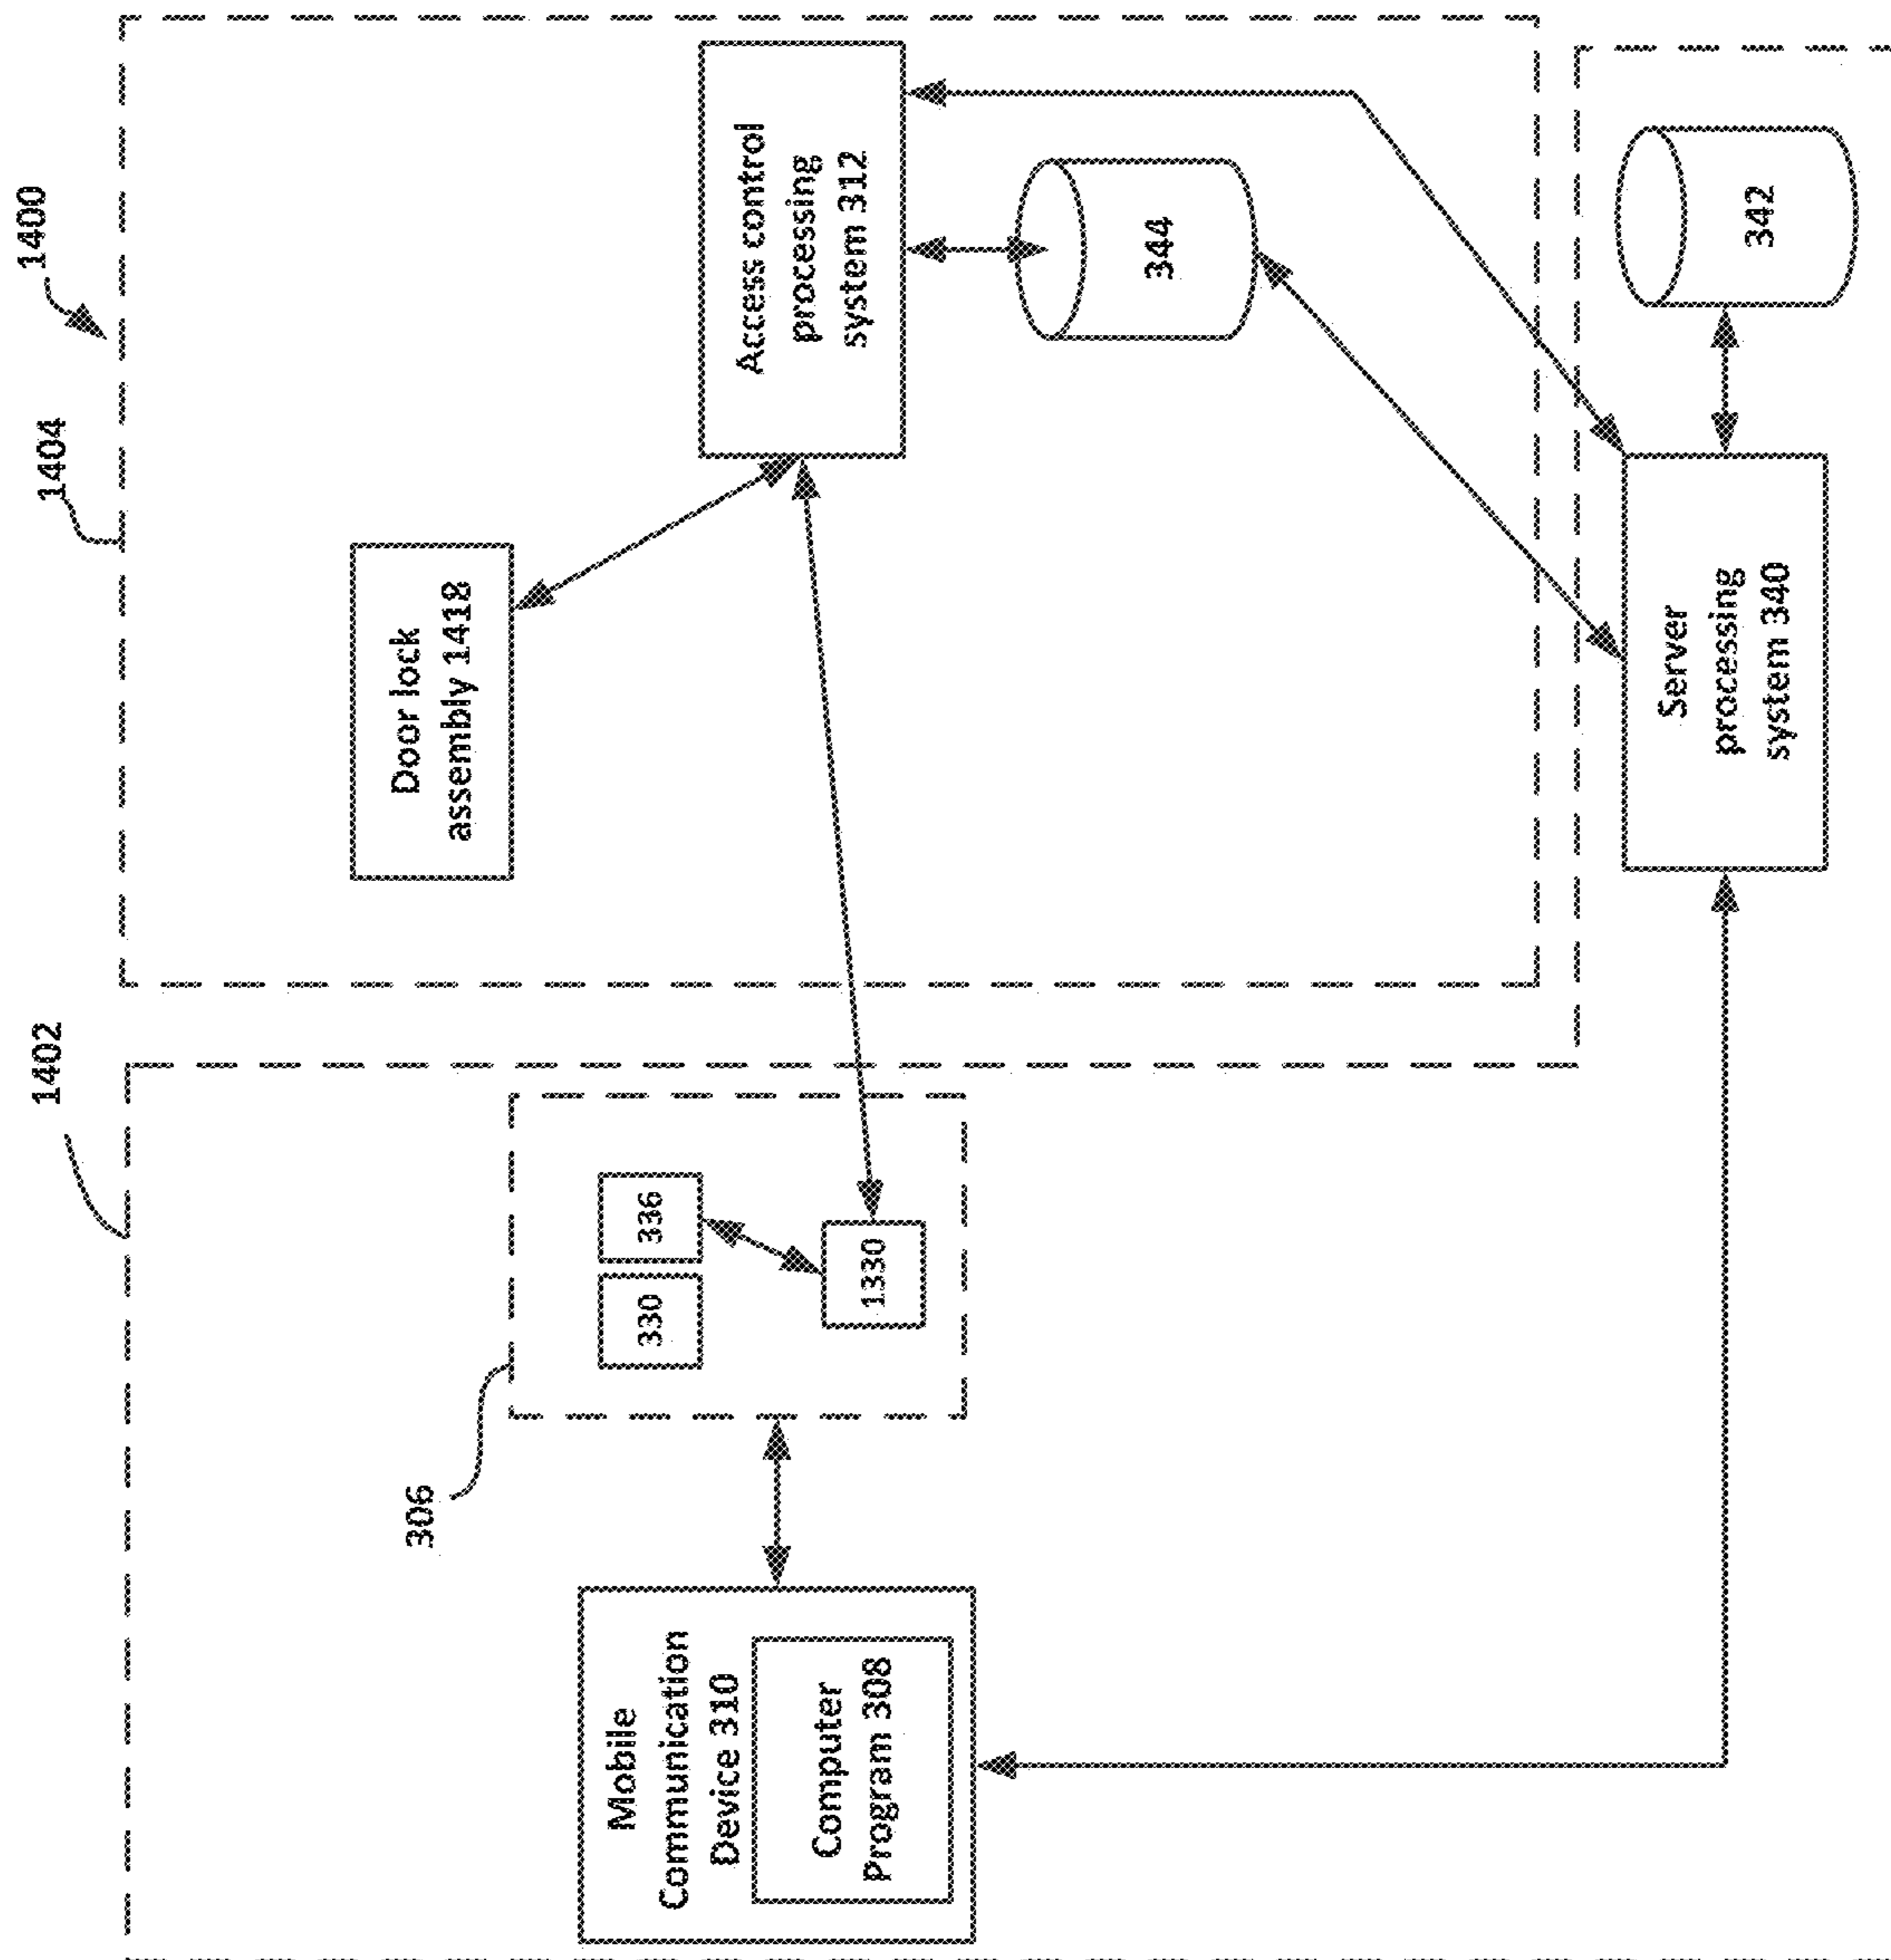 1400
1404
1402
306
Door lock
assembly 1418
Access control
processing
system 312
344
342
Server
processing
system 340
330
336
1330
Mobile
Communication
Device 310
Computer
Program 308